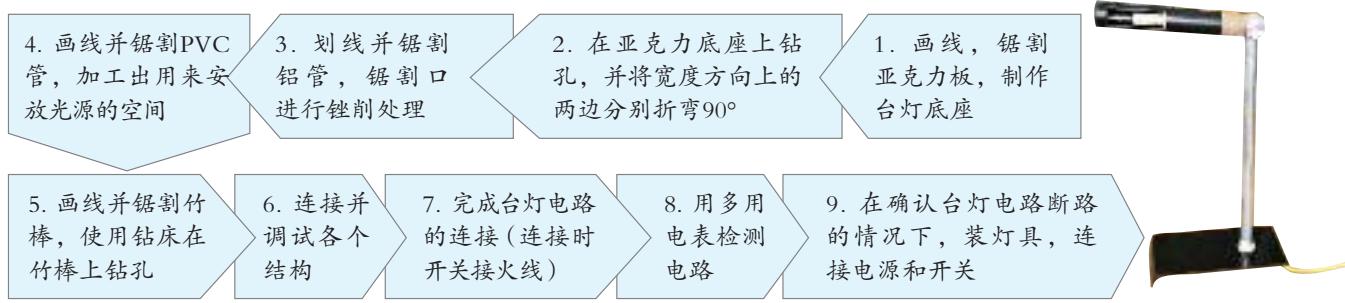 1. 画线，锯割
亚克力板，制作
台灯底座
2. 在亚克力底座上钻
孔，并将宽度方向上的
两边分别折弯90°
3. 划线并锯割
铝管，锯割口
进行锉削处理
4. 画线并锯割PVC
管，加工出用来安
放光源的空间
5. 画线并锯割竹
棒，使用钻床在
竹棒上钻孔
6. 连接并
调试各个
结构
7. 完成台灯电路
的连接（连接时
开关接火线）
8. 用多用
电表检测
电路
9. 在确认台灯电路断路
的情况下，装灯具，连
接电源和开关